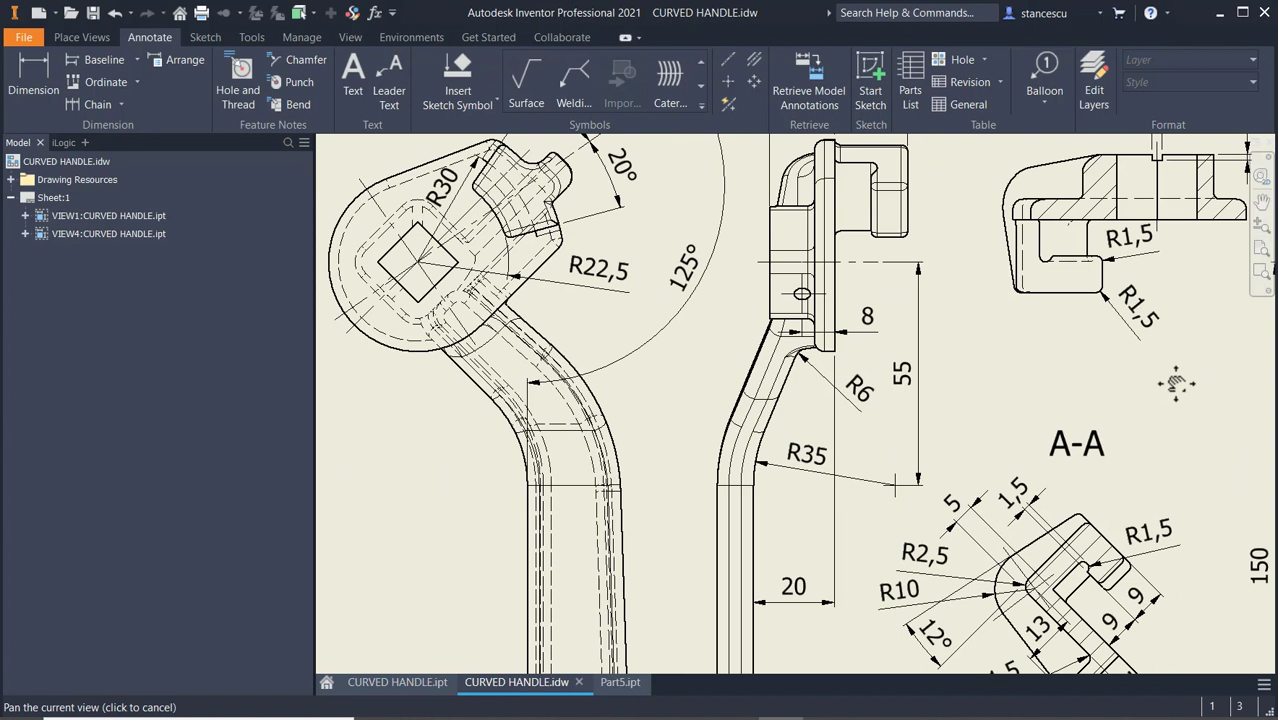 Autodesk Inventor Professional 2021 CURVED HANDLE.idw
Search Help & Commands...
stancescu
File Place Views Annotate Sketch Tools Manage View Environments Get Started Collaborate
Dimension
Baseline
Ordinate
Chain
Arrange
Dimension
Hole and Thread
Chamfer
Punch
Bend
Feature Notes
Text
Leader Text
Text
Insert Sketch Symbol
Surface
Weldi...
Impor...
Cater...
Symbols
Retrieve Model Annotations
Retrieve
Start Sketch
Sketch
Parts List
Hole
Revision
General
Table
Balloon
Edit Layers
Layer
Style
Format
Model
iLogic
CURVED HANDLE.idw
Drawing Resources
Sheet:1
VIEW1:CURVED HANDLE.ipt
VIEW4:CURVED HANDLE.ipt
R30
20°
R22,5
125°
8
55
R6
R35
20
R1,5
R1,5
A-A
5
1,5
R2,5
R1,5
R10
12°
13
9
9
150
CURVED HANDLE.ipt
CURVED HANDLE.idw
Part5.ipt
Pan the current view (click to cancel)
1 3